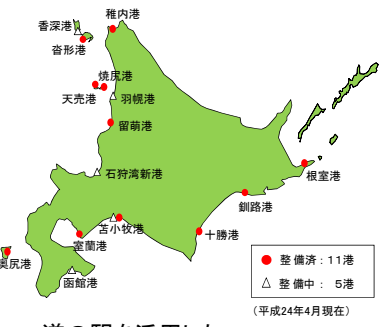 稚内港
香深港
沓形港
焼尻港
天売港
羽幌港
留萌港
石狩湾新港
根室港
釧路港
苫小牧港
十勝港
室蘭港
奥尻港
函館港
● 整備済:11港
△ 整備中: 5港
(平成24年4月現在)